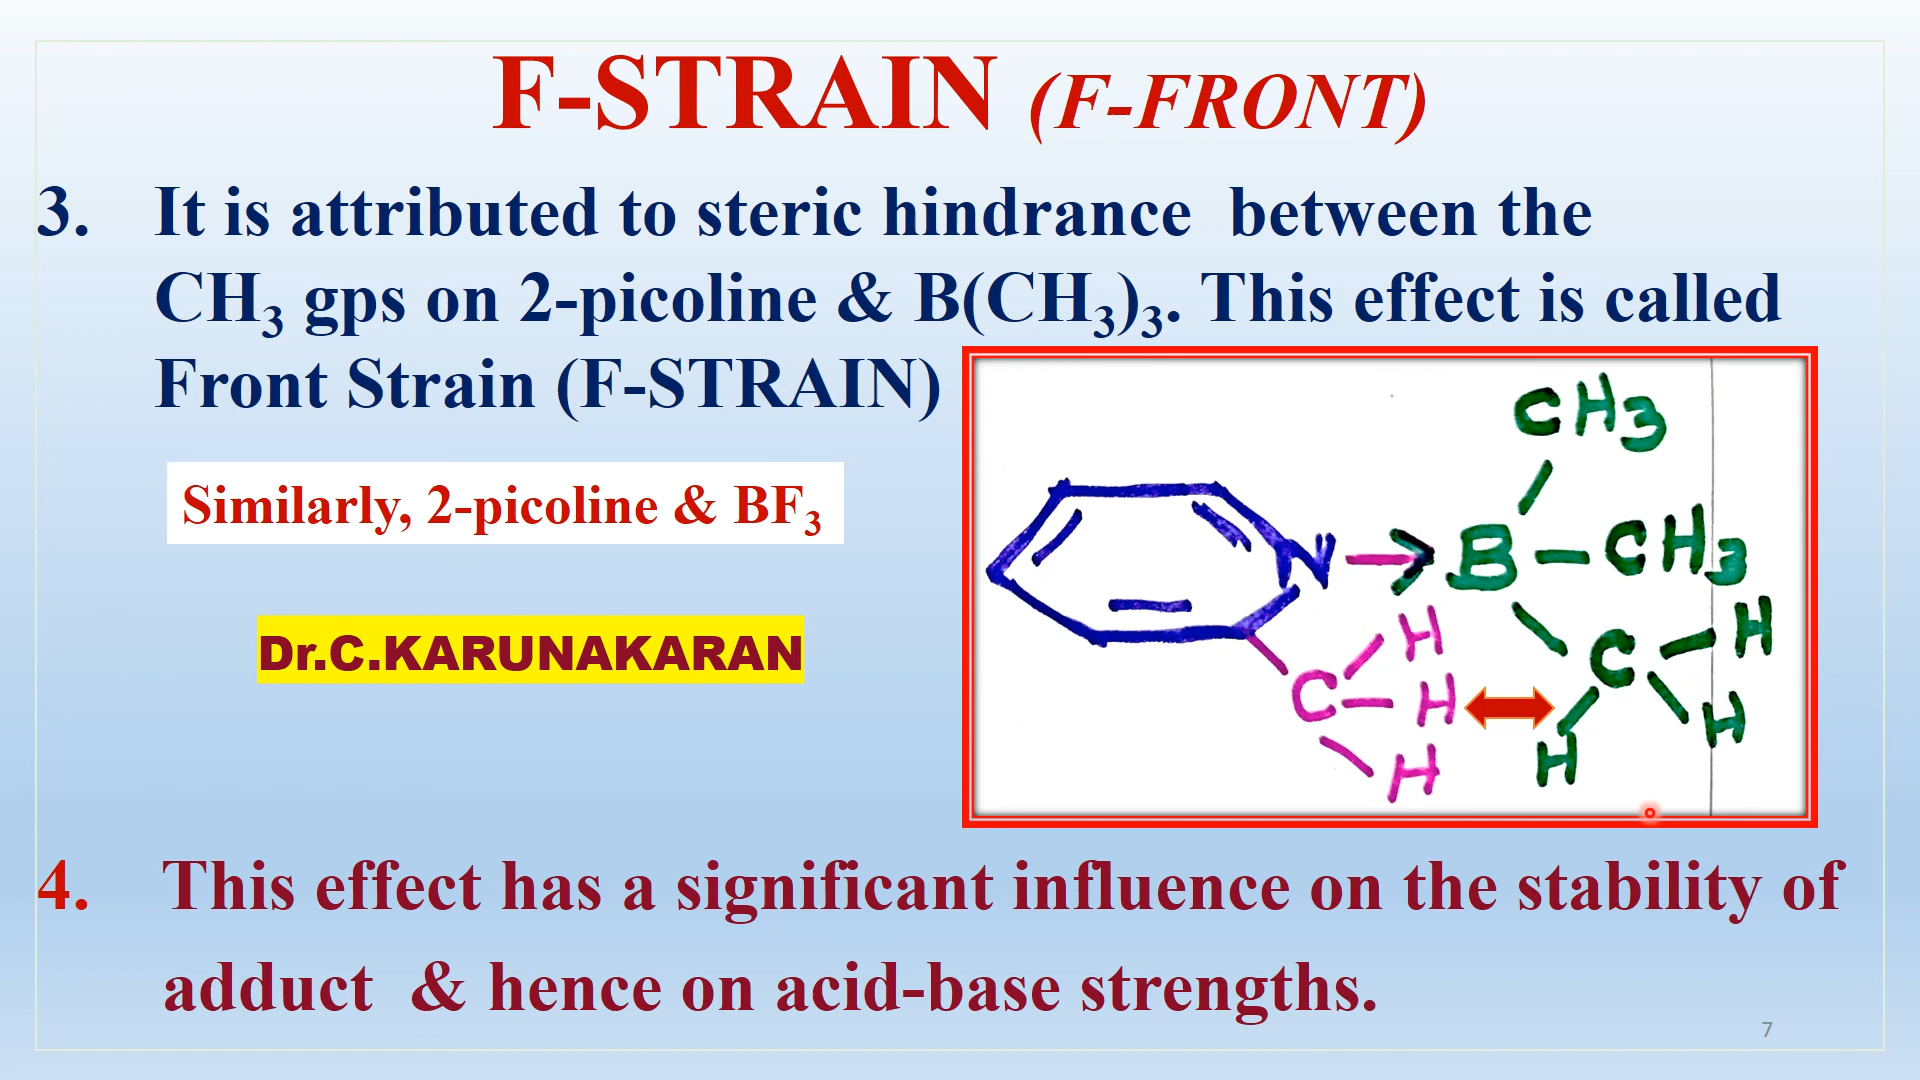 F-STRAIN (F-FRONT)
3. It is attributed to steric hindrance between the
CH₃ gps on 2-picoline & B(CH₃)₃. This effect is called
Front Strain (F-STRAIN)
Similarly, 2-picoline & BF₃
Dr.C.KARUNAKARAN
CH₃
N → B – CH₃
H
C H
C H H
H
H
4. This effect has a significant influence on the stability of
adduct & hence on acid-base strengths.
7